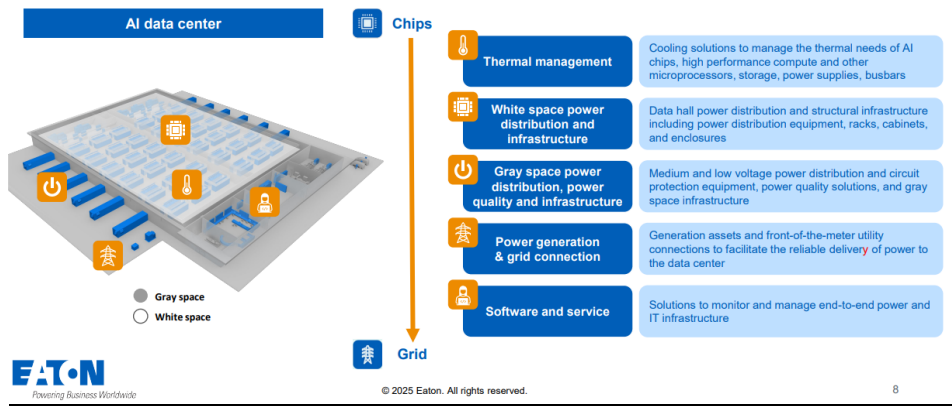 AI data center
Chips
Thermal management
Cooling solutions to manage the thermal needs of AI
chips, high performance compute and other
microprocessors, storage, power supplies, busbars
White space power
distribution and
infrastructure
Data hall power distribution and structural infrastructure
including power distribution equipment, racks, cabinets,
and enclosures
Gray space power
distribution, power
quality and infrastructure
Medium and low voltage power distribution and circuit
protection equipment, power quality solutions, and gray
space infrastructure
Power generation
& grid connection
Generation assets and front-of-the-meter utility
connections to facilitate the reliable delivery of power to
the data center
Software and service
Solutions to monitor and manage end-to-end power and
IT infrastructure
Gray space
White space
Grid
EATON
Powering Business Worldwide
© 2025 Eaton. All rights reserved.
8